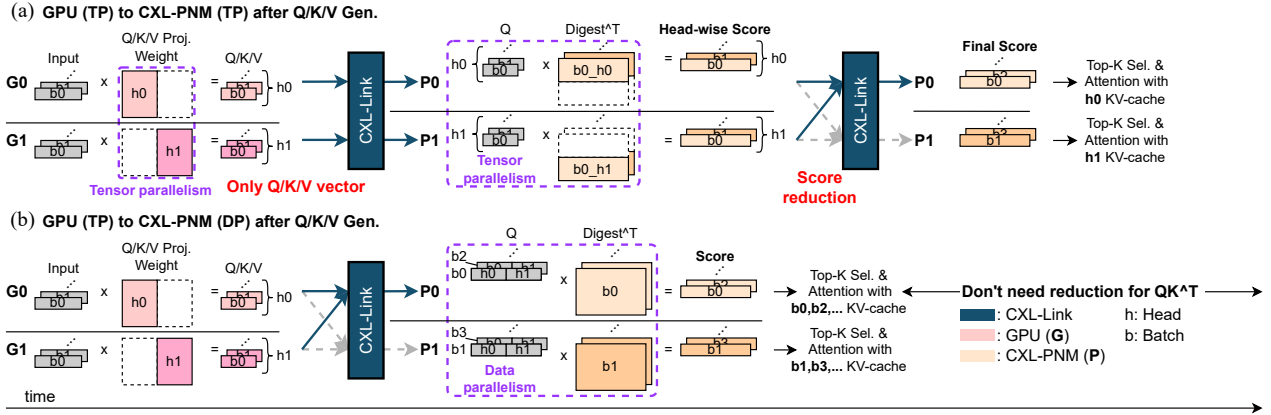 (a) GPU (TP) to CXL-PNM (TP) after Q/K/V Gen.
Input
Q/K/V Proj.
Weight
Q/K/V
Q
Digest^T
Head-wise Score
Final Score
G0
b1
b0
x
h0
=
b1
b0
h0
CXL-Link
P0
h0
b1
b0
x
b0_h0
=
b1
b0
h0
CXL-Link
P0
b2
b0
Top-K Sel. &
Attention with
h0 KV-cache
G1
b1
b0
x
h1
=
b1
b0
h1
P1
h1
b1
b0
x
b0_h1
=
b1
b0
h1
P1
b3
b1
Top-K Sel. &
Attention with
h1 KV-cache
Tensor parallelism
Only Q/K/V vector
Tensor
parallelism
Score
reduction
(b) GPU (TP) to CXL-PNM (DP) after Q/K/V Gen.
Input
Q/K/V Proj.
Weight
Q/K/V
Q
Digest^T
Score
G0
b1
b0
x
h0
=
b1
b0
h0
CXL-Link
P0
b2
b0
h0
h1
x
b0
=
b2
b0
Top-K Sel. &
Attention with
b0,b2,... KV-cache
Don't need reduction for QK^T
G1
b1
b0
x
h1
=
b1
b0
h1
P1
b3
b1
h0
h1
x
b1
=
b3
b1
Top-K Sel. &
Attention with
b1,b3,... KV-cache
: CXL-Link
h: Head
: GPU (G)
b: Batch
: CXL-PNM (P)
Data
parallelism
time